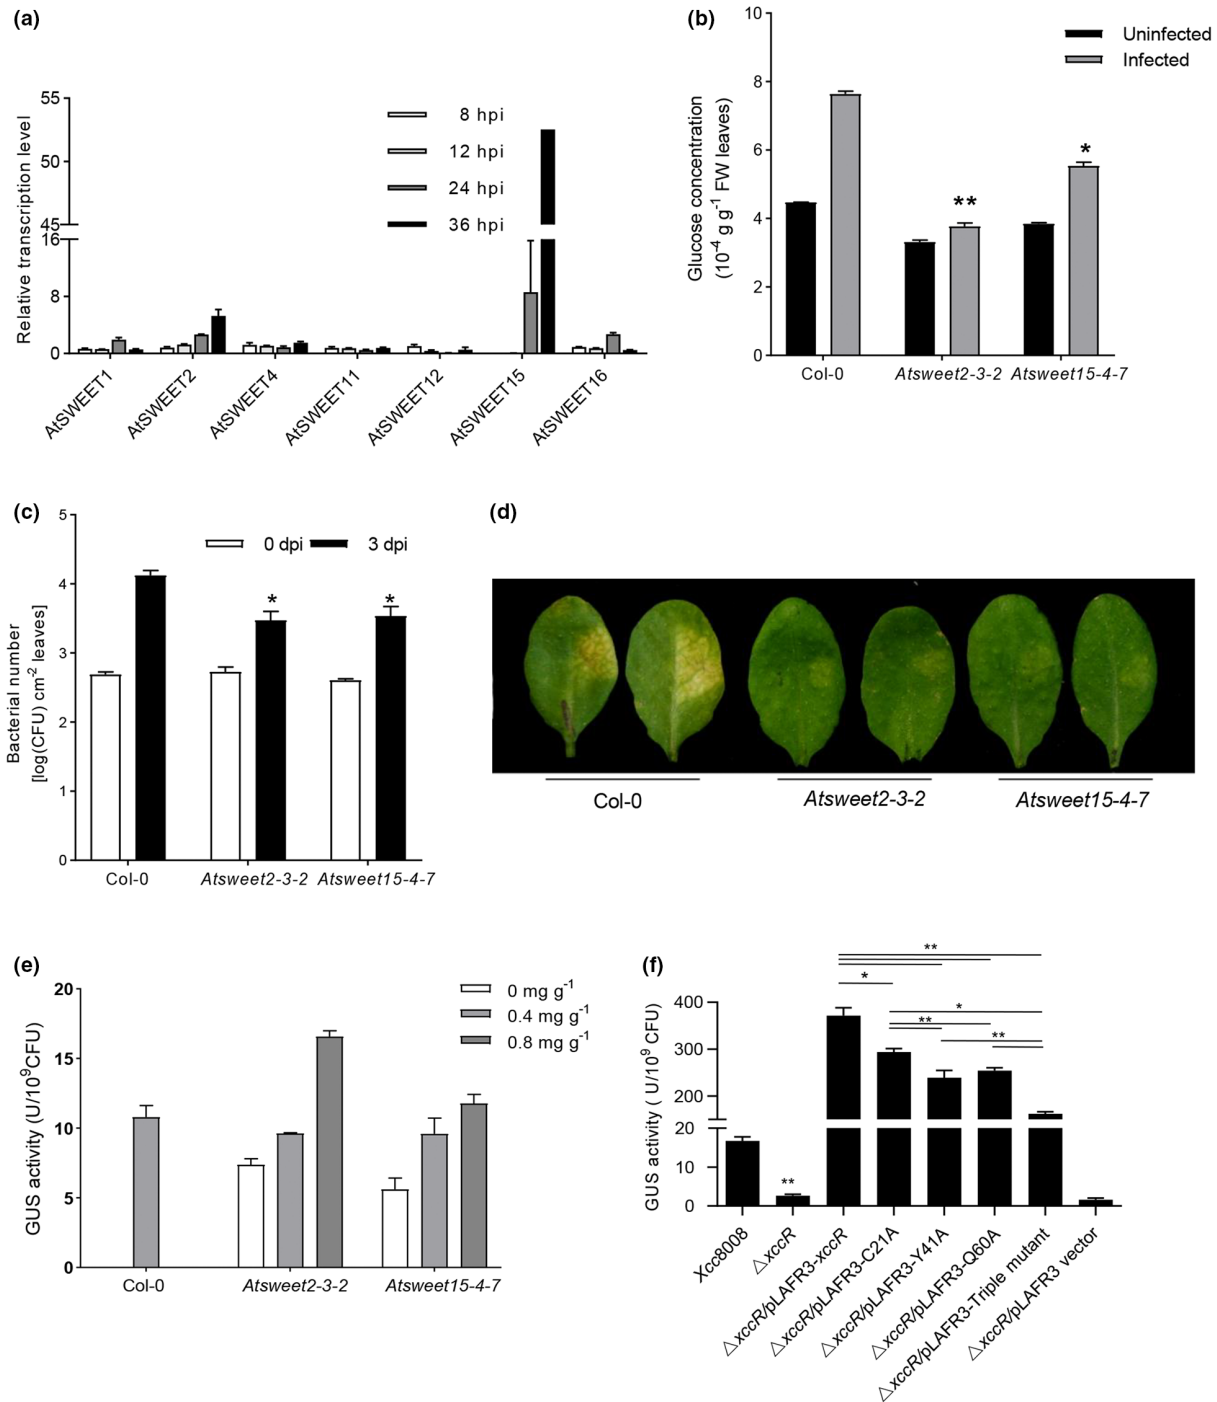 (a)
Relative transcription level
55
50
45
16
8
0
8 hpi
12 hpi
24 hpi
36 hpi
AtSWEET1
AtSWEET2
AtSWEET4
AtSWEET11
AtSWEET12
AtSWEET15
AtSWEET16
(b)
Glucose concentration
(10⁻⁴ g g⁻¹ FW leaves)
10
8
6
4
2
0
Uninfected
Infected
**
*
Col-0
Atsweet2-3-2
Atsweet15-4-7
(c)
Bacterial number
[log(CFU) cm⁻² leaves]
5
4
3
2
1
0
0 dpi
3 dpi
*
*
Col-0
Atsweet2-3-2
Atsweet15-4-7
(d)
Col-0
Atsweet2-3-2
Atsweet15-4-7
(e)
GUS activity (U/10⁹CFU)
20
15
10
5
0
0 mg g⁻¹
0.4 mg g⁻¹
0.8 mg g⁻¹
Col-0
Atsweet2-3-2
Atsweet15-4-7
(f)
GUS activity ( U/10⁹ CFU)
400
300
200
20
10
0
**
*
*
**
**
**
Xcc8008
△xccR
△xccR/pLAFR3-xccR
△xccR/pLAFR3-C21A
△xccR/pLAFR3-Y41A
△xccR/pLAFR3-Q60A
△xccR/pLAFR3-Triple mutant
△xccR/pLAFR3 vector